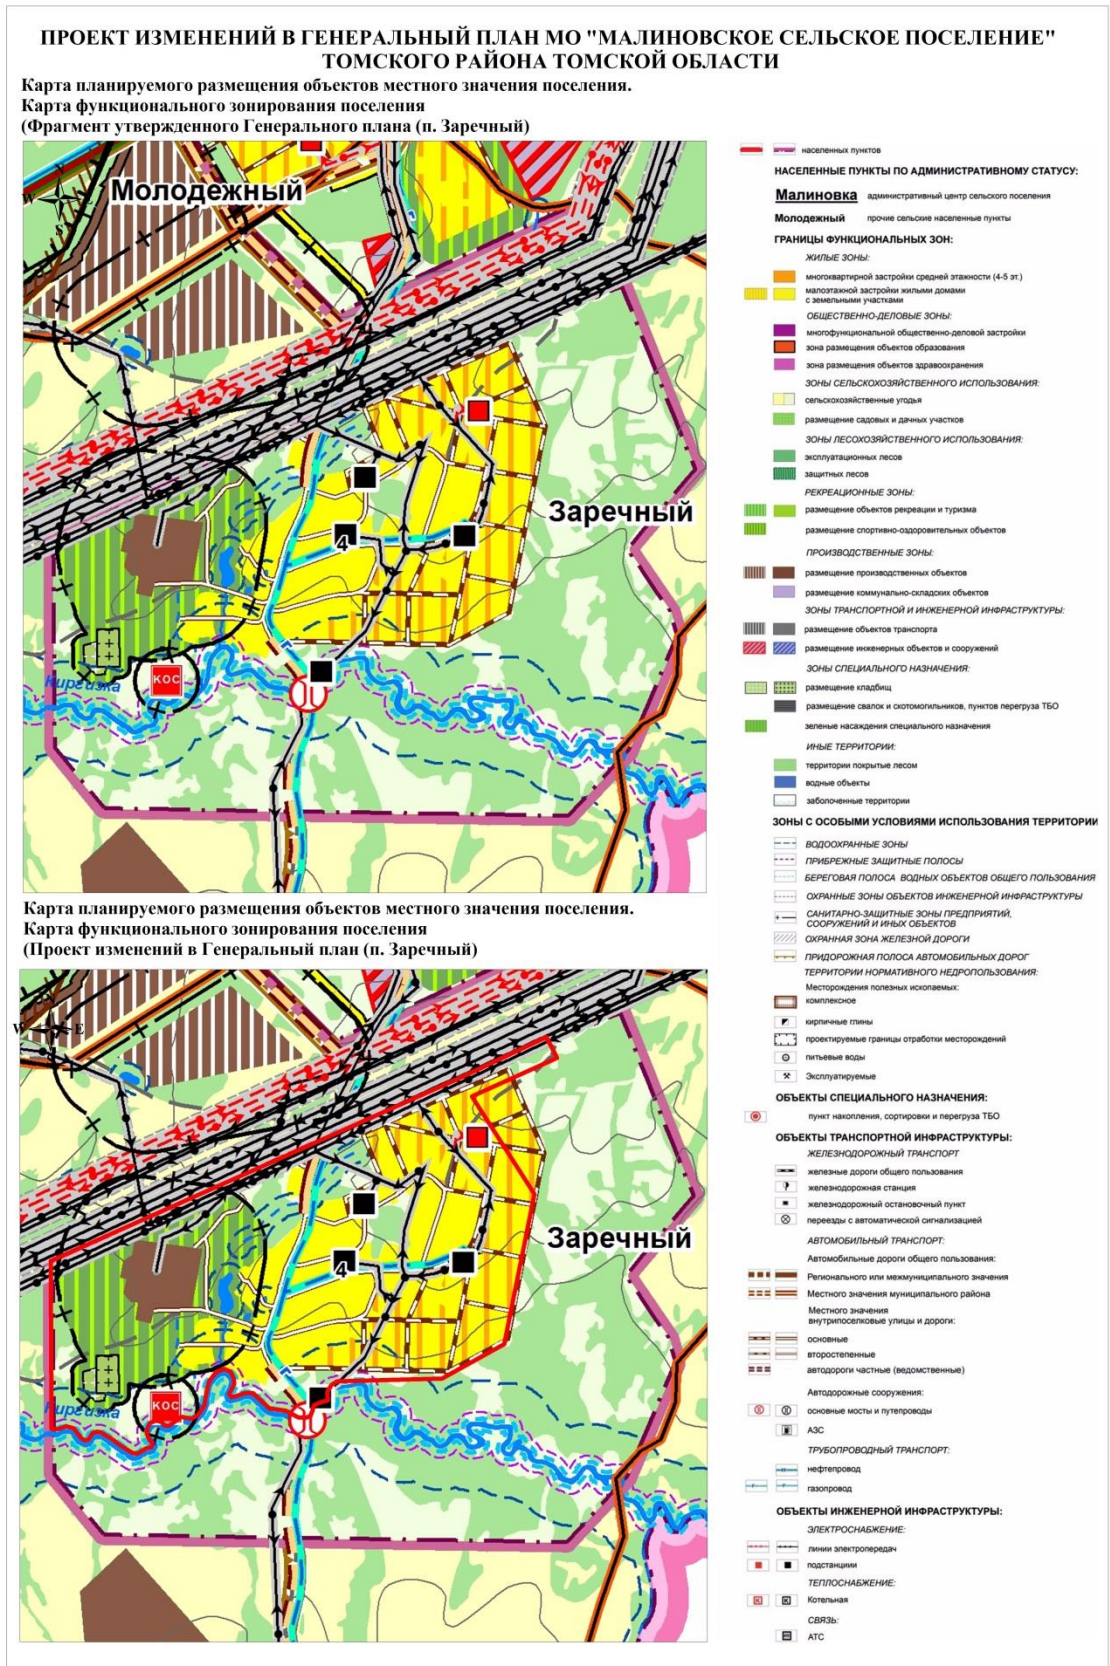 ПРОЕКТ ИЗМЕНЕНИЙ В ГЕНЕРАЛЬНЫЙ ПЛАН МО "МАЛИНОВСКОЕ СЕЛЬСКОЕ ПОСЕЛЕНИЕ"
ТОМСКОГО РАЙОНА ТОМСКОЙ ОБЛАСТИ
Карта планируемого размещения объектов местного значения поселения.
Карта функционального зонирования поселения
(Фрагмент утвержденного Генерального плана (п. Заречный)
Молодежный
W
S
Заречный
4
КОС
Киргизка
Карта планируемого размещения объектов местного значения поселения.
Карта функционального зонирования поселения
(Проект изменений в Генеральный план (п. Заречный)
N
W
E
Заречный
4
КОС
Киргизка
населенных пунктов
НАСЕЛЕННЫЕ ПУНКТЫ ПО АДМИНИСТРАТИВНОМУ СТАТУСУ:
Малиновка административный центр сельского поселения
Молодежный прочие сельские населенные пункты
ГРАНИЦЫ ФУНКЦИОНАЛЬНЫХ ЗОН:
ЖИЛЫЕ ЗОНЫ:
многоквартирной застройки средней этажности (4-5 эт.)
малоэтажной застройки жилыми домами
с земельными участками
ОБЩЕСТВЕННО-ДЕЛОВЫЕ ЗОНЫ:
многофункциональной общественно-деловой застройки
зона размещения объектов образования
зона размещения объектов здравоохранения
ЗОНЫ СЕЛЬСКОХОЗЯЙСТВЕННОГО ИСПОЛЬЗОВАНИЯ:
сельскохозяйственные угодья
размещение садовых и дачных участков
ЗОНЫ ЛЕСОХОЗЯЙСТВЕННОГО ИСПОЛЬЗОВАНИЯ:
эксплуатационных лесов
защитных лесов
РЕКРЕАЦИОННЫЕ ЗОНЫ:
размещение объектов рекреации и туризма
размещение спортивно-оздоровительных объектов
ПРОИЗВОДСТВЕННЫЕ ЗОНЫ:
размещение производственных объектов
размещение коммунально-складских объектов
ЗОНЫ ТРАНСПОРТНОЙ И ИНЖЕНЕРНОЙ ИНФРАСТРУКТУРЫ:
размещение объектов транспорта
размещение инженерных объектов и сооружений
ЗОНЫ СПЕЦИАЛЬНОГО НАЗНАЧЕНИЯ:
размещение кладбищ
размещение свалок и скотомогильников, пунктов перегруза ТБО
зеленые насаждения специального назначения
ИНЫЕ ТЕРРИТОРИИ:
территории покрытые лесом
водные объекты
заболоченные территории
ЗОНЫ С ОСОБЫМИ УСЛОВИЯМИ ИСПОЛЬЗОВАНИЯ ТЕРРИТОРИИ
ВОДООХРАННЫЕ ЗОНЫ
ПРИБРЕЖНЫЕ ЗАЩИТНЫЕ ПОЛОСЫ
БЕРЕГОВАЯ ПОЛОСА ВОДНЫХ ОБЪЕКТОВ ОБЩЕГО ПОЛЬЗОВАНИЯ
ОХРАННЫЕ ЗОНЫ ОБЪЕКТОВ ИНЖЕНЕРНОЙ ИНФРАСТРУКТУРЫ
САНИТАРНО-ЗАЩИТНЫЕ ЗОНЫ ПРЕДПРИЯТИЙ,
СООРУЖЕНИЙ И ИНЫХ ОБЪЕКТОВ
ОХРАННАЯ ЗОНА ЖЕЛЕЗНОЙ ДОРОГИ
ПРИДОРОЖНАЯ ПОЛОСА АВТОМОБИЛЬНЫХ ДОРОГ
ТЕРРИТОРИИ НОРМАТИВНОГО НЕДРОПОЛЬЗОВАНИЯ:
Месторождения полезных ископаемых:
комплексное
кирпичные глины
проектируемые границы отработки месторождений
питьевые воды
Эксплуатируемые
ОБЪЕКТЫ СПЕЦИАЛЬНОГО НАЗНАЧЕНИЯ:
пункт накопления, сортировки и перегруза ТБО
ОБЪЕКТЫ ТРАНСПОРТНОЙ ИНФРАСТРУКТУРЫ:
ЖЕЛЕЗНОДОРОЖНЫЙ ТРАНСПОРТ
железные дороги общего пользования
железнодорожная станция
железнодорожный остановочный пункт
переезды с автоматической сигнализацией
АВТОМОБИЛЬНЫЙ ТРАНСПОРТ:
Автомобильные дороги общего пользования:
Регионального или межмуниципального значения
Местного значения муниципального района
Местного значения
внутрипоселковые улицы и дороги:
основные
второстепенные
автодороги частные (ведомственные)
Автодорожные сооружения:
основные мосты и путепроводы
АЗС
ТРУБОПРОВОДНЫЙ ТРАНСПОРТ:
нефтепровод
газопровод
ОБЪЕКТЫ ИНЖЕНЕРНОЙ ИНФРАСТРУКТУРЫ:
ЭЛЕКТРОСНАБЖЕНИЕ:
линии электропередач
подстанциии
ТЕПЛОСНАБЖЕНИЕ:
Котельная
СВЯЗЬ:
АТС